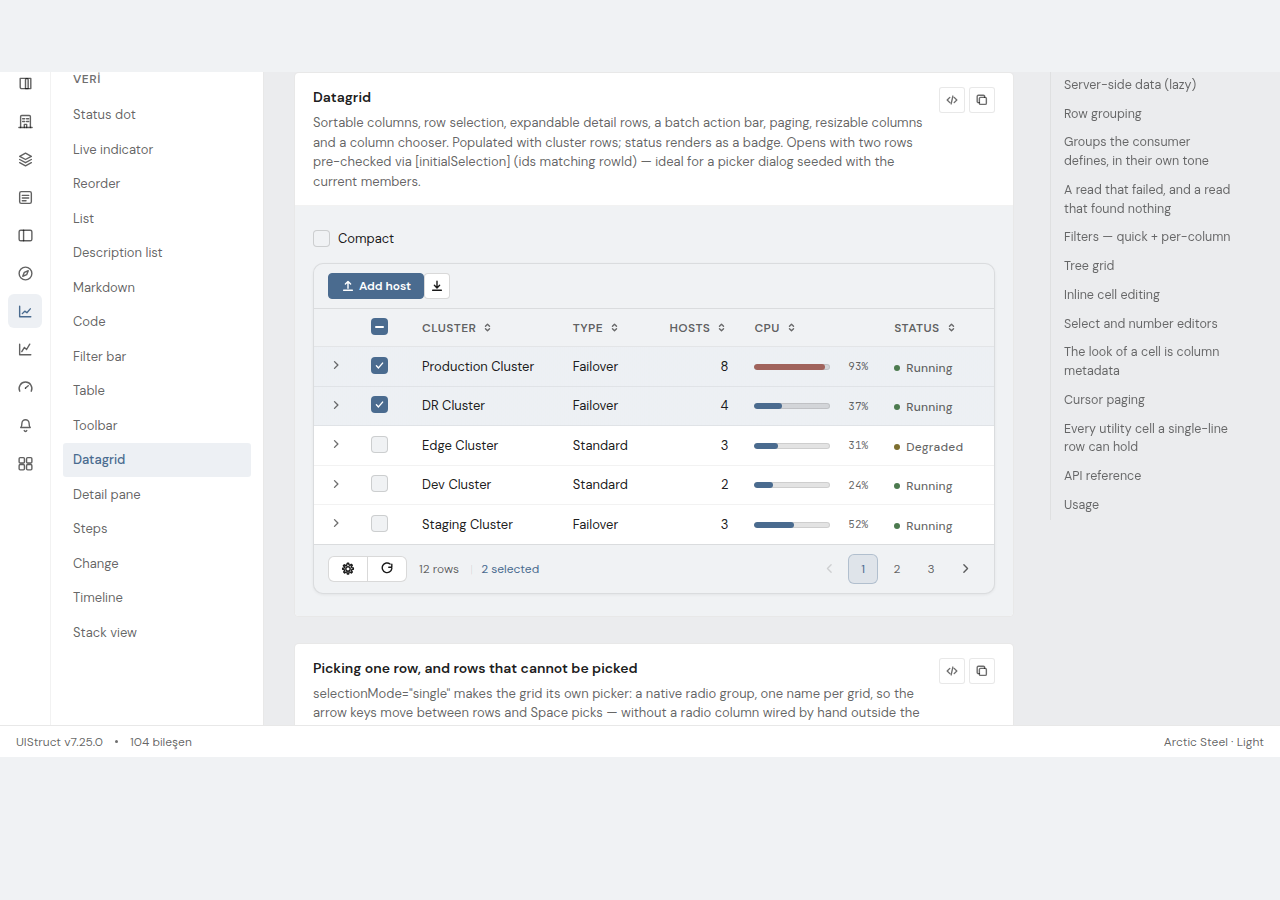 VERİ
Status dot
Live indicator
Reorder
List
Description list
Markdown
Code
Filter bar
Table
Toolbar
Datagrid
Detail pane
Steps
Change
Timeline
Stack view
Datagrid
Sortable columns, row selection, expandable detail rows, a batch action bar, paging, resizable columns
and a column chooser. Populated with cluster rows; status renders as a badge. Opens with two rows
pre-checked via [initialSelection] (ids matching rowId) — ideal for a picker dialog seeded with the
current members.
Compact
Add host
CLUSTER TYPE HOSTS CPU STATUS
Production Cluster Failover 8 93% Running
DR Cluster Failover 4 37% Running
Edge Cluster Standard 3 31% Degraded
Dev Cluster Standard 2 24% Running
Staging Cluster Failover 3 52% Running
12 rows 2 selected 1 2 3
Picking one row, and rows that cannot be picked
selectionMode="single" makes the grid its own picker: a native radio group, one name per grid, so the
arrow keys move between rows and Space picks — without a radio column wired by hand outside the
Server-side data (lazy)
Row grouping
Groups the consumer
defines, in their own tone
A read that failed, and a read
that found nothing
Filters — quick + per-column
Tree grid
Inline cell editing
Select and number editors
The look of a cell is column
metadata
Cursor paging
Every utility cell a single-line
row can hold
API reference
Usage
UIStruct v7.25.0 • 104 bileşen
Arctic Steel · Light